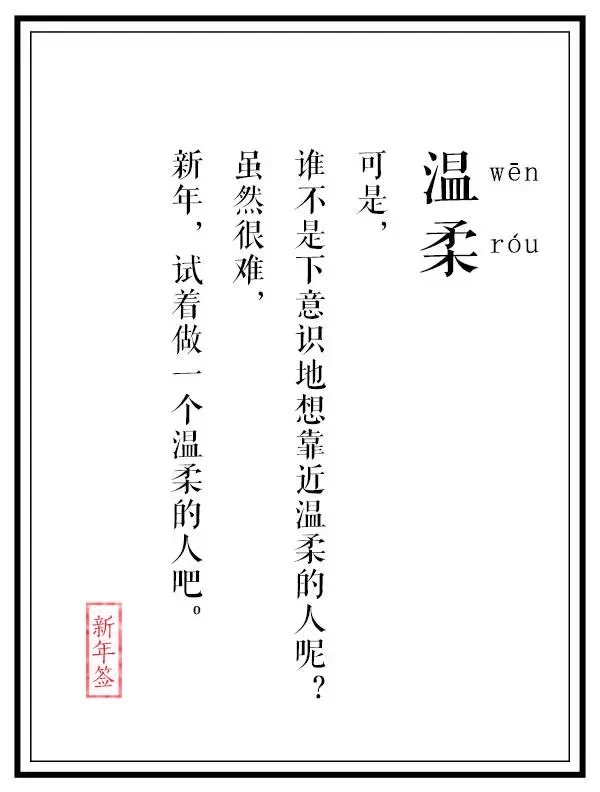 温柔
wēn
róu
可是，
谁不是下意识地想靠近温柔的人呢？
虽然很难，
新年，试着做一个温柔的人吧。
新年签